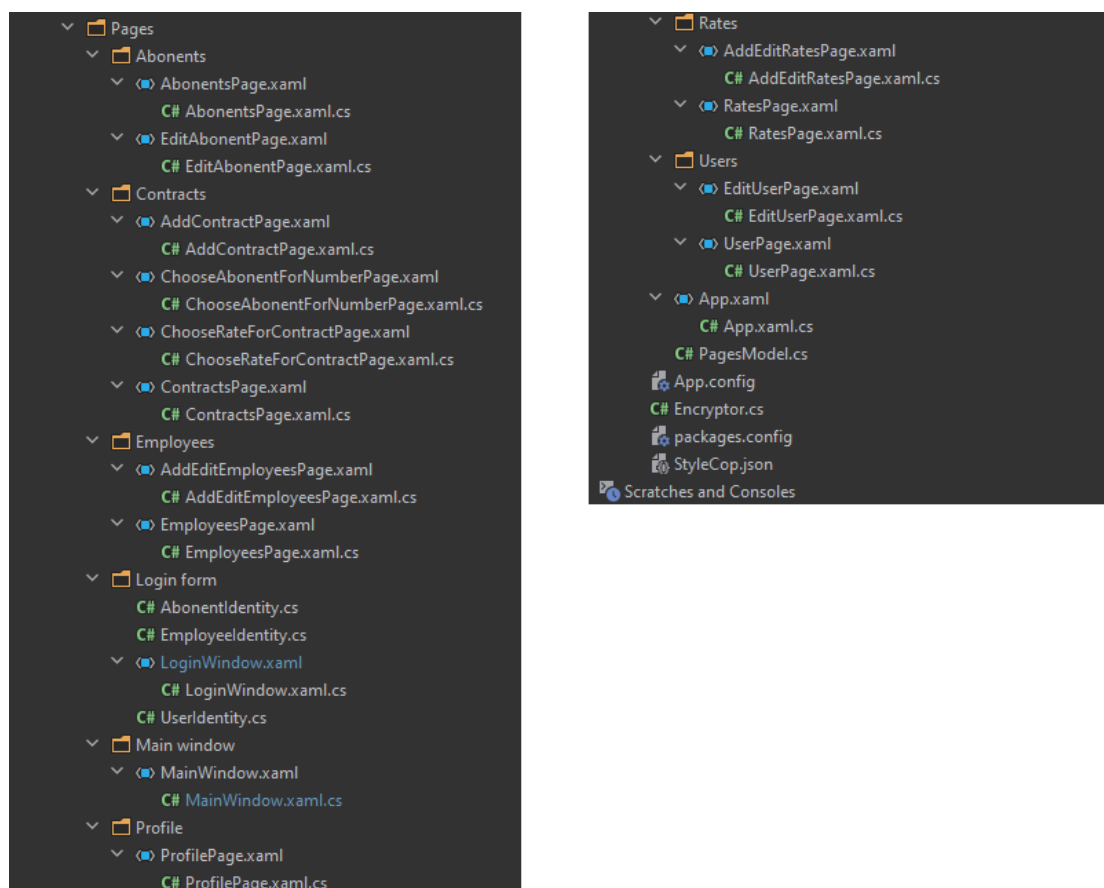 Pages
Abonents
AbonentsPage.xaml
C# AbonentsPage.xaml.cs
EditAbonentPage.xaml
C# EditAbonentPage.xaml.cs
Contracts
AddContractPage.xaml
C# AddContractPage.xaml.cs
ChooseAbonentForNumberPage.xaml
C# ChooseAbonentForNumberPage.xaml.cs
ChooseRateForContractPage.xaml
C# ChooseRateForContractPage.xaml.cs
ContractsPage.xaml
C# ContractsPage.xaml.cs
Employees
AddEditEmployeesPage.xaml
C# AddEditEmployeesPage.xaml.cs
EmployeesPage.xaml
C# EmployeesPage.xaml.cs
Login form
C# AbonentIdentity.cs
C# EmployeeIdentity.cs
LoginWindow.xaml
C# LoginWindow.xaml.cs
C# UserIdentity.cs
Main window
MainWindow.xaml
C# MainWindow.xaml.cs
Profile
ProfilePage.xaml
C# ProfilePage.xaml.cs
Rates
AddEditRatesPage.xaml
C# AddEditRatesPage.xaml.cs
RatesPage.xaml
C# RatesPage.xaml.cs
Users
EditUserPage.xaml
C# EditUserPage.xaml.cs
UserPage.xaml
C# UserPage.xaml.cs
App.xaml
C# App.xaml.cs
C# PagesModel.cs
App.config
C# Encryptor.cs
packages.config
StyleCop.json
Scratches and Consoles